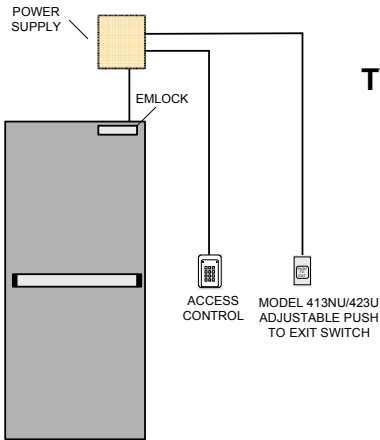 POWER
SUPPLY
T
EMLOCK
ACCESS
CONTROL
MODEL 413NU/423U
ADJUSTABLE PUSH
TO EXIT SWITCH